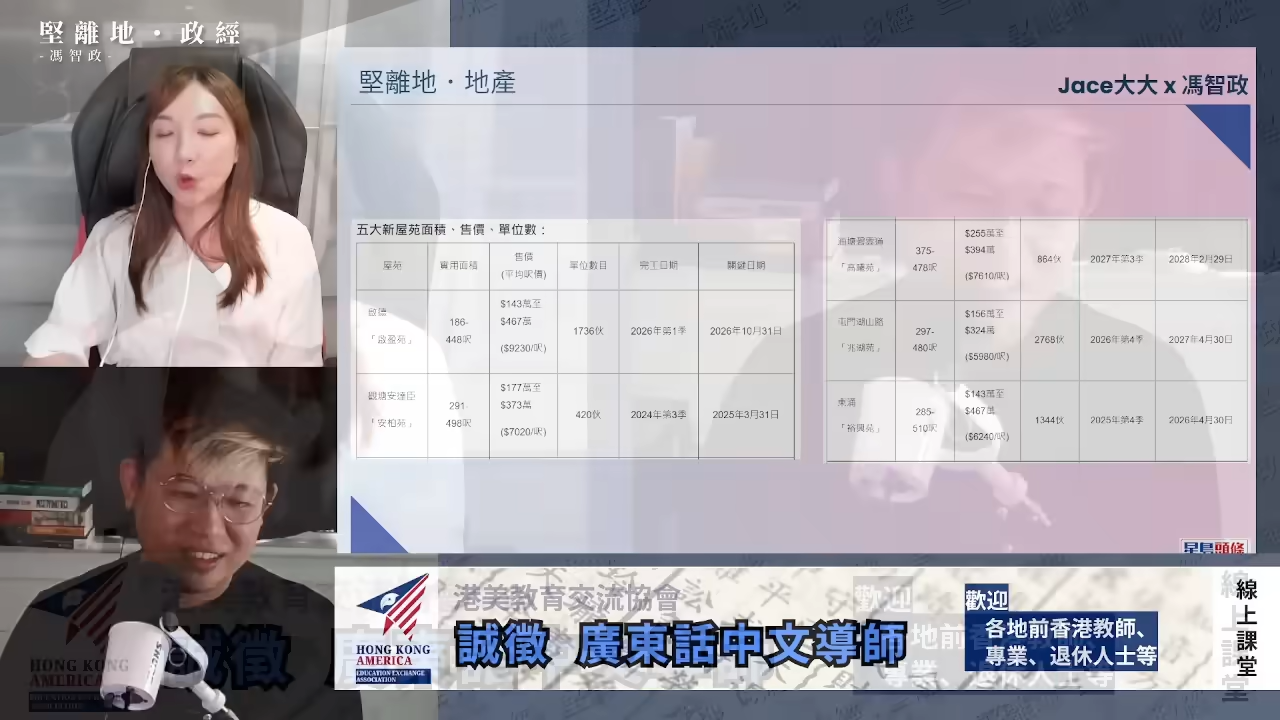 堅離地・政經
-馮智政-
堅離地・地產
Jace大大 x 馮智政
五大新屋苑面積、售價、單位數：
屋苑 實用面積 售價 (平均呎價) 單位數目 完工日期 關鍵日期
啟德 「啟盈苑」 186-448呎 $143萬至$467萬 ($9230/呎) 1736伙 2026年第1季 2026年10月31日
觀塘安達臣 「安柏苑」 291-498呎 $177萬至$373萬 ($7020/呎) 420伙 2024年第3季 2025年3月31日
375-478呎 $255萬至$394萬 ($7610/呎) 864伙 2027年第3季 2028年2月29日
屯門湖山路 「兆湖苑」 297-480呎 $156萬至$324萬 ($5980/呎) 2768伙 2026年第4季 2027年4月30日
東涌 「裕興苑」 285-510呎 $143萬至$467萬 ($6240/呎) 1344伙 2025年第4季 2026年4月30日
星島頭條
HONG KONG
AMERICA
EDUCATION EXCHANGE
ASSOCIATION
港美教育交流協會
誠徵 廣東話中文導師
歡迎
各地前香港教師、
專業、退休人士等
線上課堂